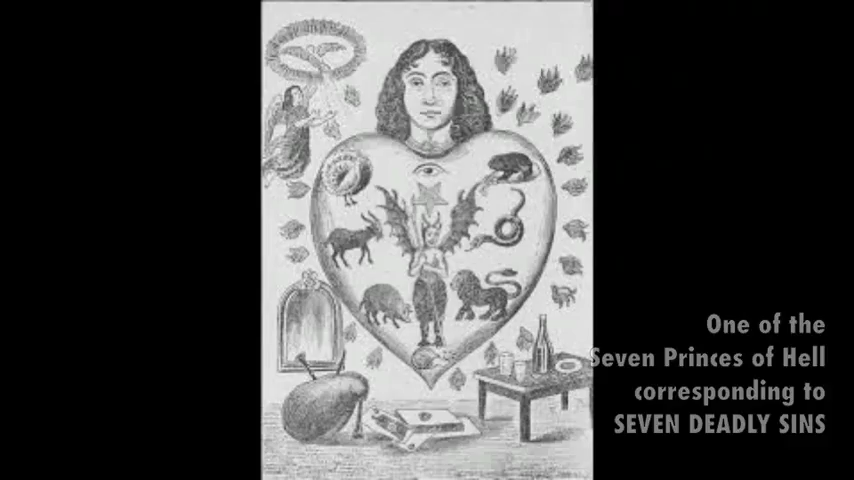 One of the
Seven Princes of Hell
corresponding to
SEVEN DEADLY SINS